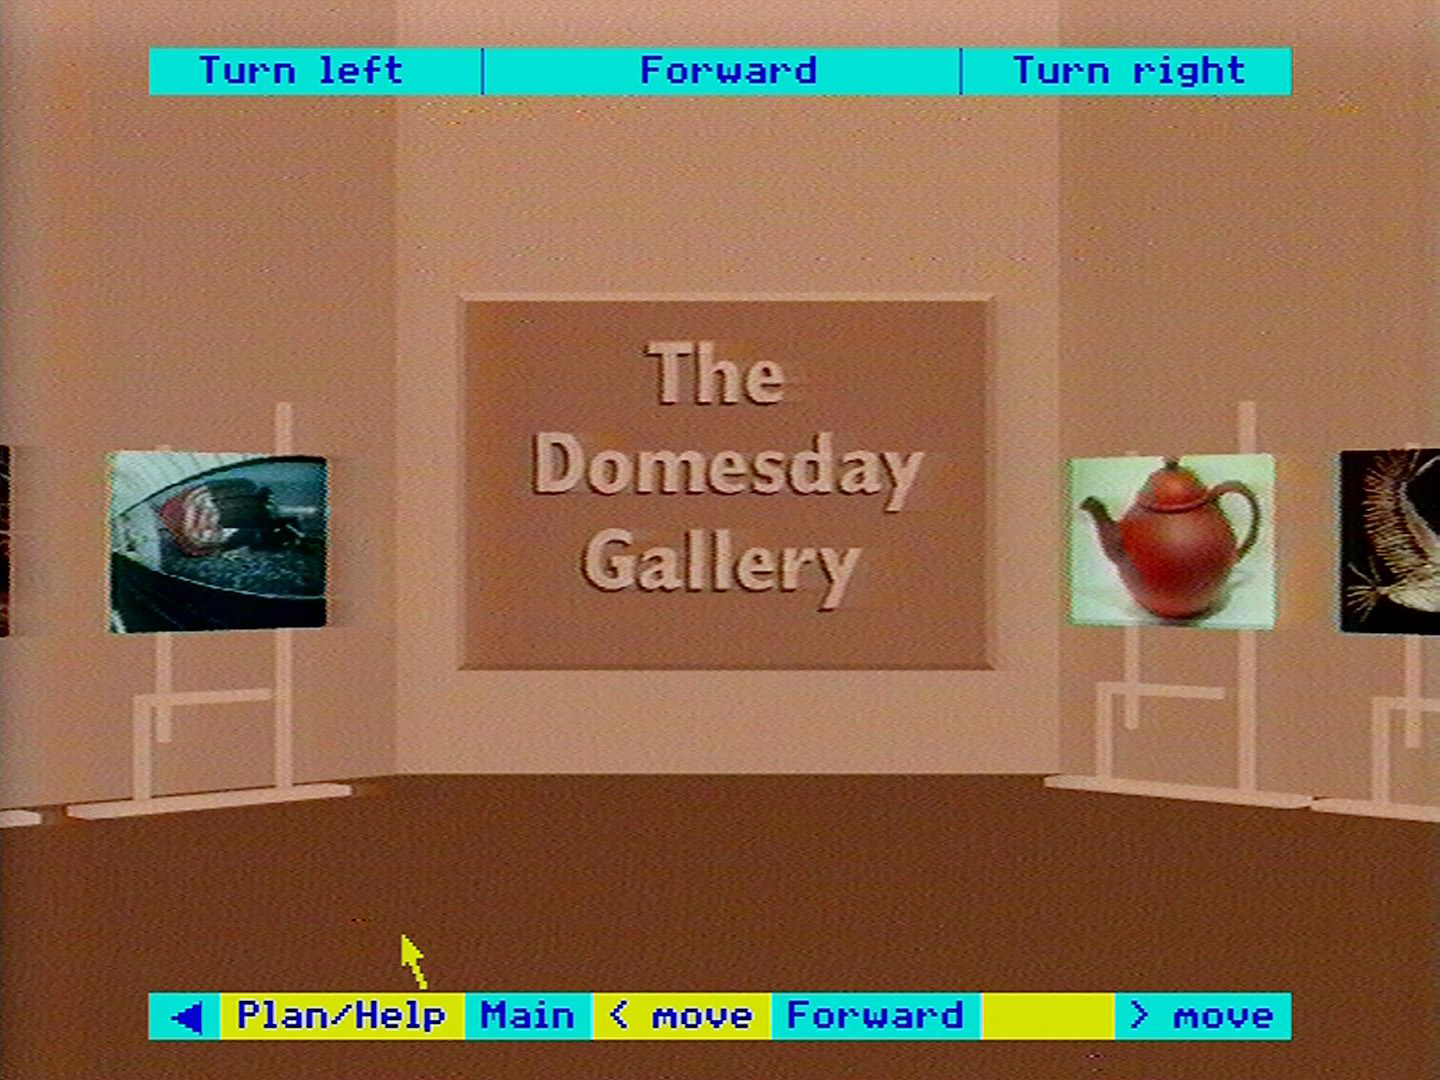 Turn left Forward Turn right
The
Domesday
Gallery
Plan/Help Main < move Forward > move